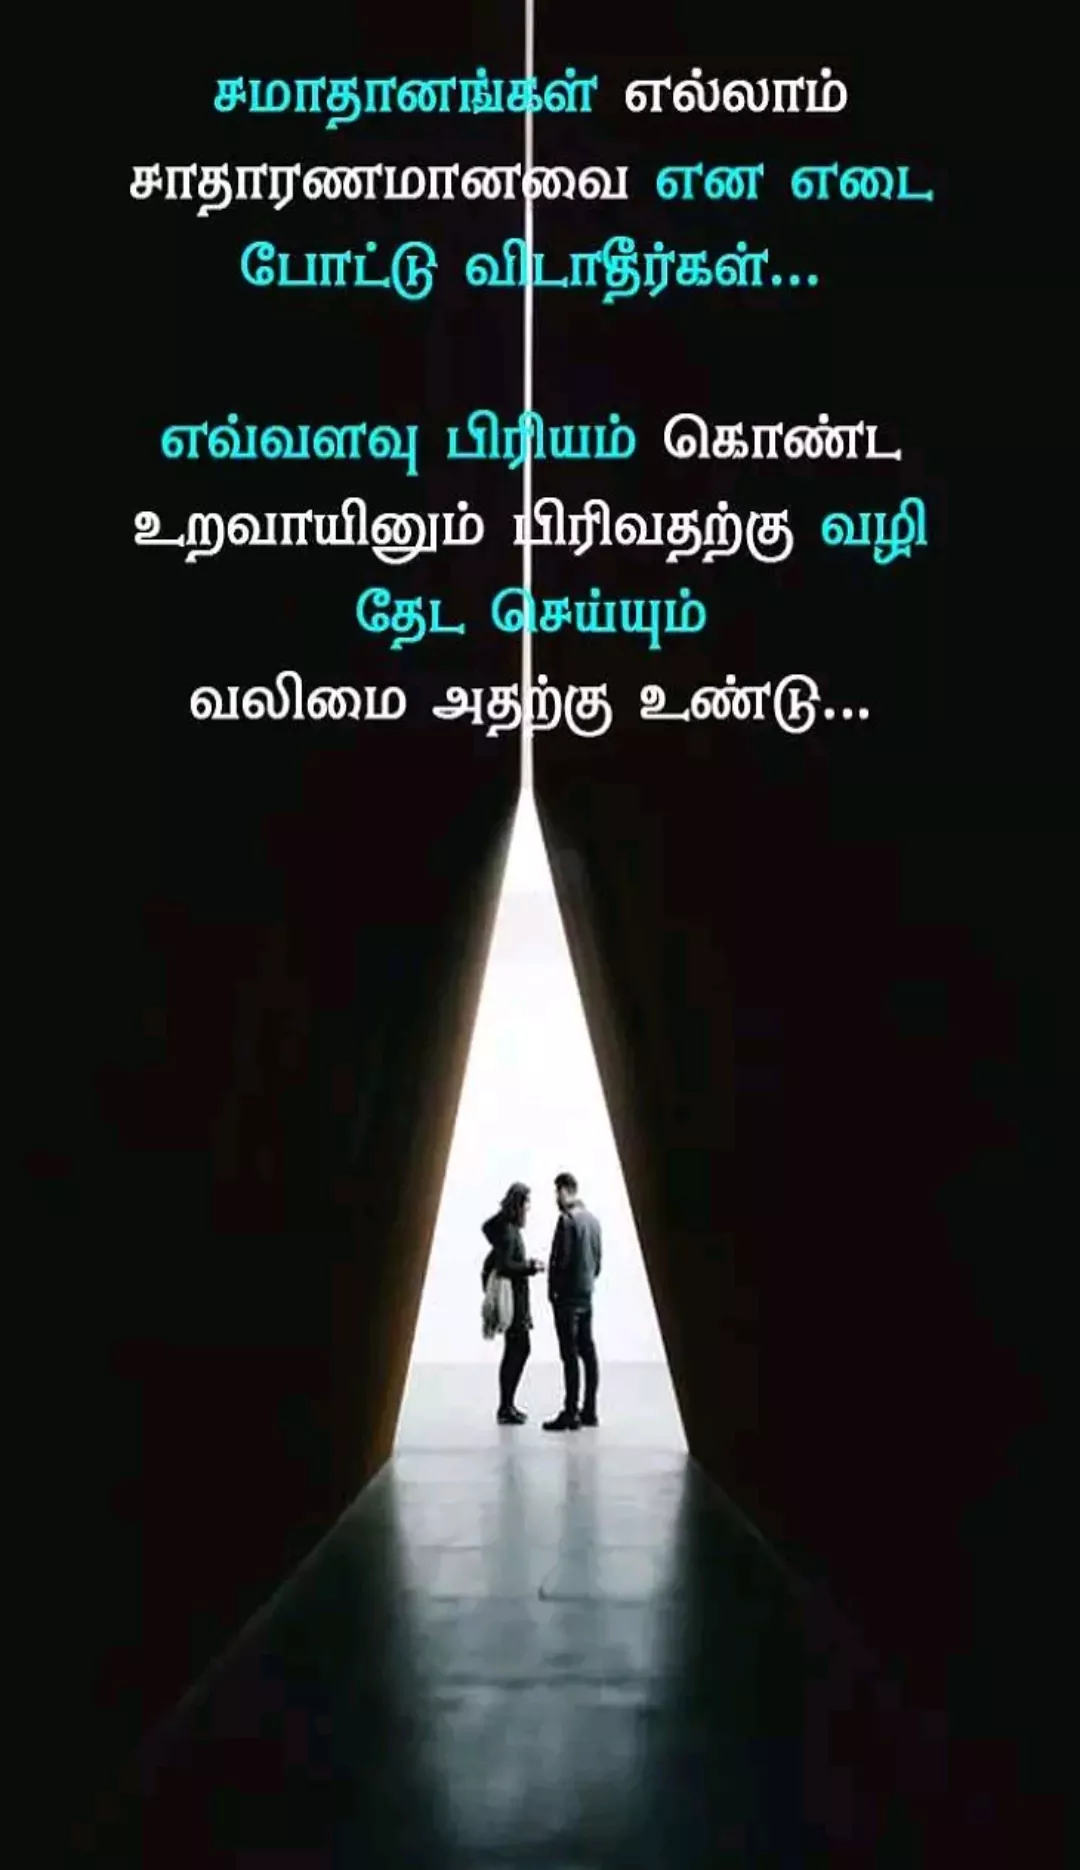 சமாதானங்கள் எல்லாம்
சாதாரணமானவை என எடை
போட்டு விடாதீர்கள்...
எவ்வளவு பிரியம் கொண்ட
உறவாயினும் பிரிவதற்கு வழி
தேட செய்யும்
வலிமை அதற்கு உண்டு...